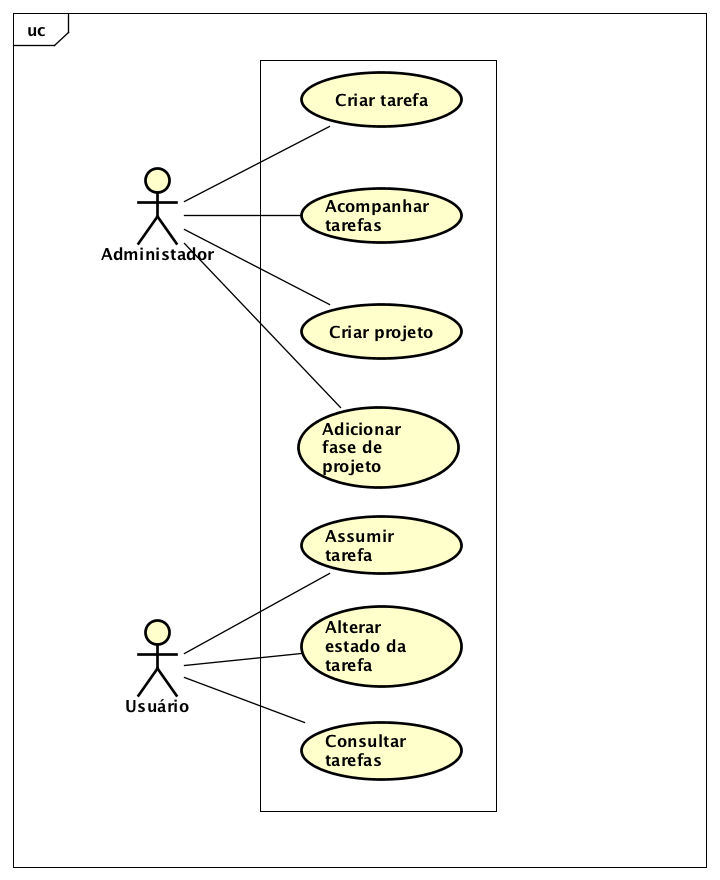 uc
Criar tarefa
Acompanhar
tarefas
Administador
Criar projeto
Adicionar
fase de
projeto
Assumir
tarefa
Alterar
estado da
tarefa
Usuário
Consultar
tarefas